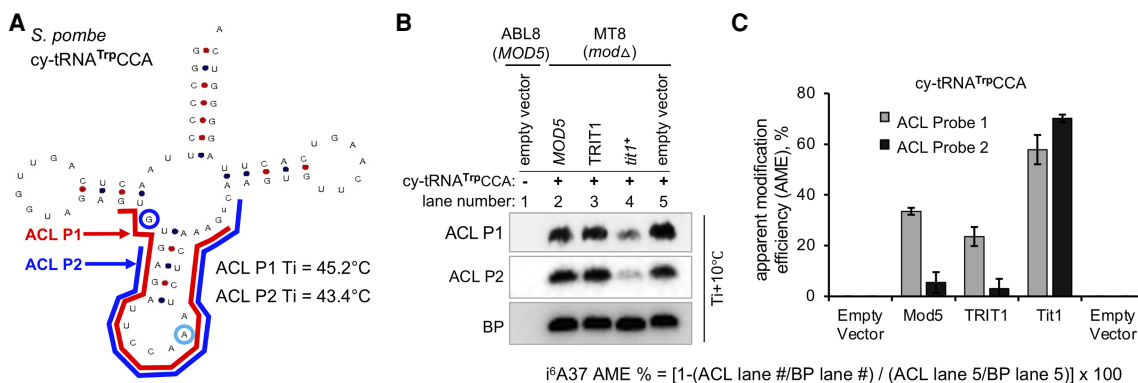 A
S. pombe
cy-tRNATrpCCA
ACL P1
ACL P2
ACL P1 Ti = 45.2°C
ACL P2 Ti = 43.4°C
B
ABL8
(MOD5)
MT8
(mod△)
empty vector
MOD5
TRIT1
tit1+
empty vector
cy-tRNATrpCCA: - + + + +
lane number: 1 2 3 4 5
ACL P1
ACL P2
BP
Ti+10°C
C
cy-tRNATrpCCA
ACL Probe 1
ACL Probe 2
apparent modification
efficiency (AME), %
80
60
40
20
0
Empty
Vector
Mod5
TRIT1
Tit1
Empty
Vector
i6A37 AME % = [1-(ACL lane #/BP lane #) / (ACL lane 5/BP lane 5)] x 100